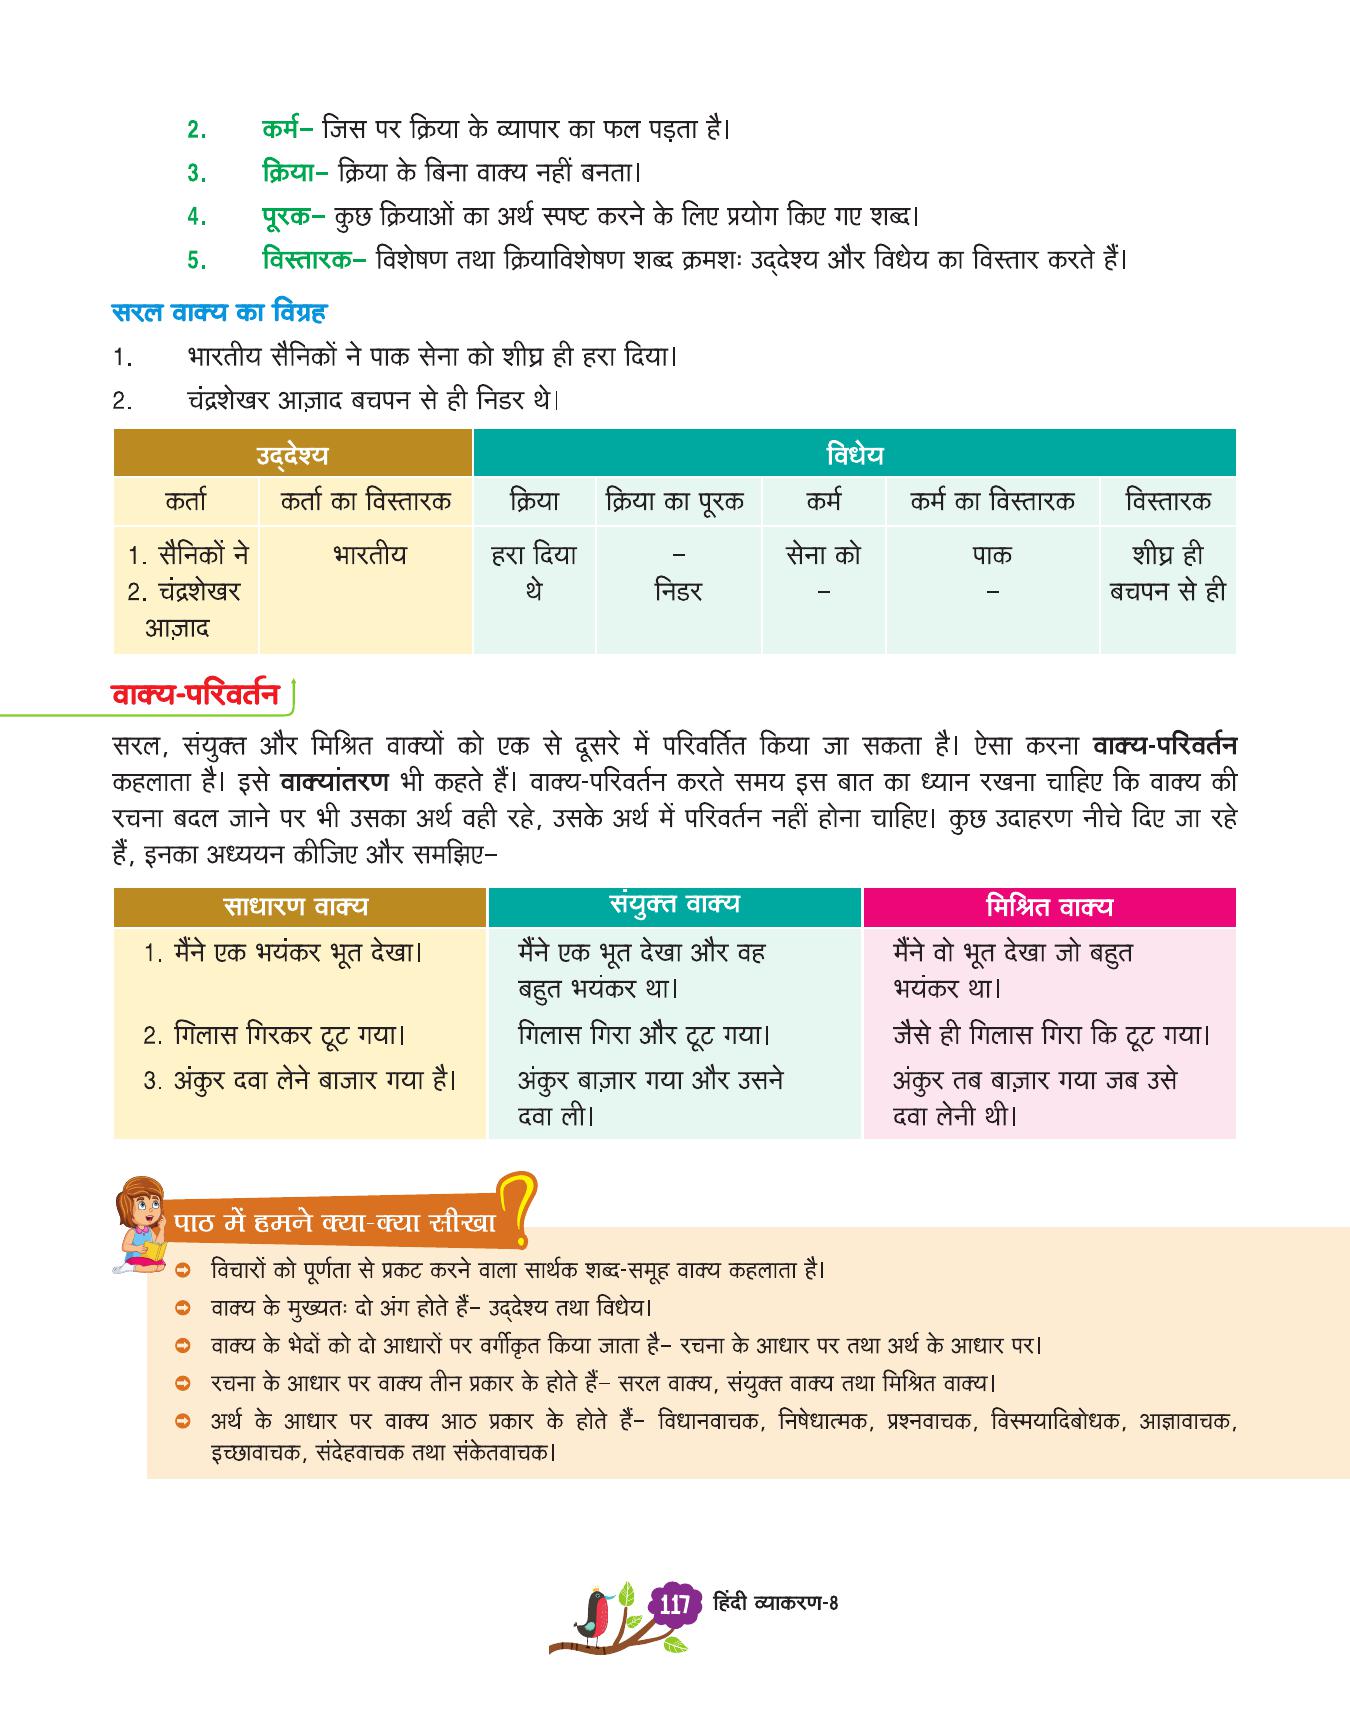 2. कर्म– जिस पर क्रिया के व्यापार का फल पड़ता है।
3. क्रिया– क्रिया के बिना वाक्य नहीं बनता।
4. पूरक– कुछ क्रियाओं का अर्थ स्पष्ट करने के लिए प्रयोग किए गए शब्द।
5. विस्तारक– विशेषण तथा क्रियाविशेषण शब्द क्रमशः उद्देश्य और विधेय का विस्तार करते हैं।
सरल वाक्य का विग्रह
1. भारतीय सैनिकों ने पाक सेना को शीघ्र ही हरा दिया।
2. चंद्रशेखर आज़ाद बचपन से ही निडर थे।
उद्देश्य विधेय
कर्ता कर्ता का विस्तारक क्रिया क्रिया का पूरक कर्म कर्म का विस्तारक विस्तारक
1. सैनिकों ने भारतीय हरा दिया – सेना को पाक शीघ्र ही
2. चंद्रशेखर थे निडर – – बचपन से ही
आज़ाद
वाक्य-परिवर्तन
सरल, संयुक्त और मिश्रित वाक्यों को एक से दूसरे में परिवर्तित किया जा सकता है। ऐसा करना वाक्य-परिवर्तन
कहलाता है। इसे वाक्यांतरण भी कहते हैं। वाक्य-परिवर्तन करते समय इस बात का ध्यान रखना चाहिए कि वाक्य की
रचना बदल जाने पर भी उसका अर्थ वही रहे, उसके अर्थ में परिवर्तन नहीं होना चाहिए। कुछ उदाहरण नीचे दिए जा रहे
हैं, इनका अध्ययन कीजिए और समझिए–
साधारण वाक्य संयुक्त वाक्य मिश्रित वाक्य
1. मैंने एक भयंकर भूत देखा। मैंने एक भूत देखा और वह मैंने वो भूत देखा जो बहुत
बहुत भयंकर था। भयंकर था।
2. गिलास गिरकर टूट गया। गिलास गिरा और टूट गया। जैसे ही गिलास गिरा कि टूट गया।
3. अंकुर दवा लेने बाजार गया है। अंकुर बाज़ार गया और उसने अंकुर तब बाज़ार गया जब उसे
दवा ली। दवा लेनी थी।
पाठ में हमने क्या-क्या सीखा
विचारों को पूर्णता से प्रकट करने वाला सार्थक शब्द-समूह वाक्य कहलाता है।
वाक्य के मुख्यतः दो अंग होते हैं– उद्देश्य तथा विधेय।
वाक्य के भेदों को दो आधारों पर वर्गीकृत किया जाता है– रचना के आधार पर तथा अर्थ के आधार पर।
रचना के आधार पर वाक्य तीन प्रकार के होते हैं– सरल वाक्य, संयुक्त वाक्य तथा मिश्रित वाक्य।
अर्थ के आधार पर वाक्य आठ प्रकार के होते हैं– विधानवाचक, निषेधात्मक, प्रश्नवाचक, विस्मयादिबोधक, आज्ञावाचक,
इच्छावाचक, संदेहवाचक तथा संकेतवाचक।
117 हिंदी व्याकरण-8